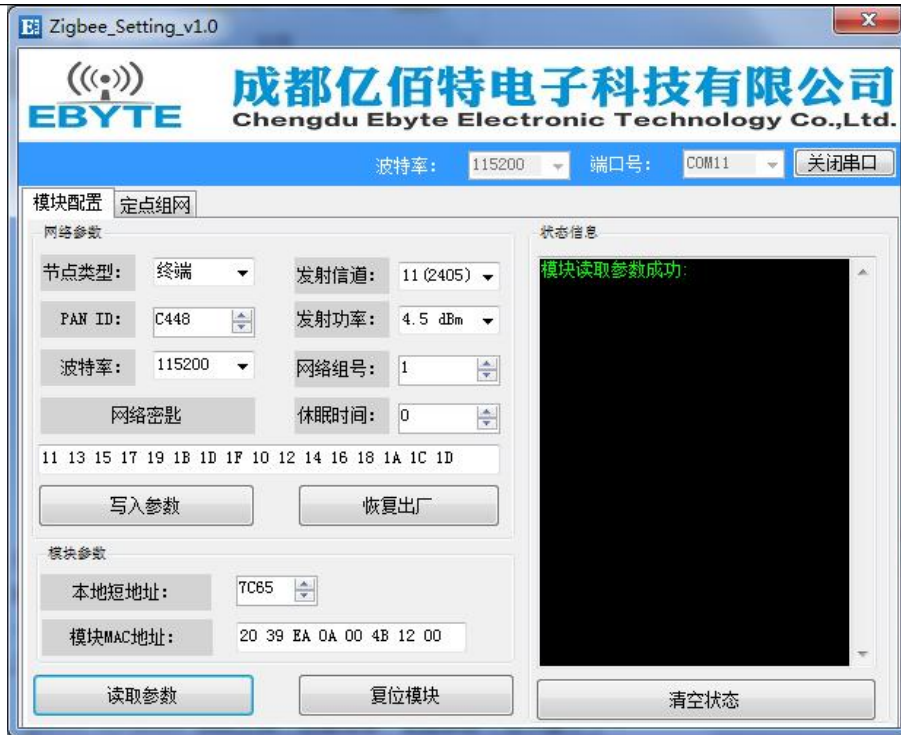 Zigbee_Setting_v1.0
EBYTE
成都亿佰特电子科技有限公司
Chengdu Ebyte Electronic Technology Co.,Ltd.
波特率: 115200 端口号: COM11 关闭串口
模块配置 定点组网
网络参数
节点类型: 终端 发射信道: 11(2405)
PAN ID: C448 发射功率: 4.5 dBm
波特率: 115200 网络组号: 1
网络密匙 休眠时间: 0
11 13 15 17 19 1B 1D 1F 10 12 14 16 18 1A 1C 1D
写入参数 恢复出厂
模块参数
本地短地址: 7C65
模块MAC地址: 20 39 EA 0A 00 4B 12 00
读取参数 复位模块
状态信息
模块读取参数成功:
清空状态